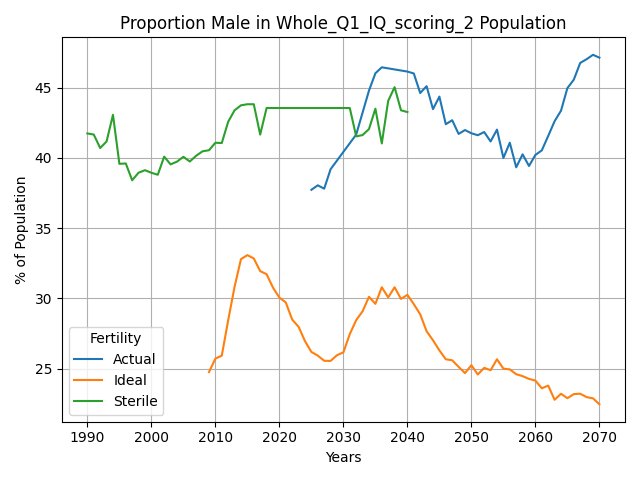 Proportion Male in Whole_Q1_IQ_scoring_2 Population
% of Population
45
40
35
30
25
Fertility
Actual
Ideal
Sterile
1990 2000 2010 2020 2030 2040 2050 2060 2070
Years